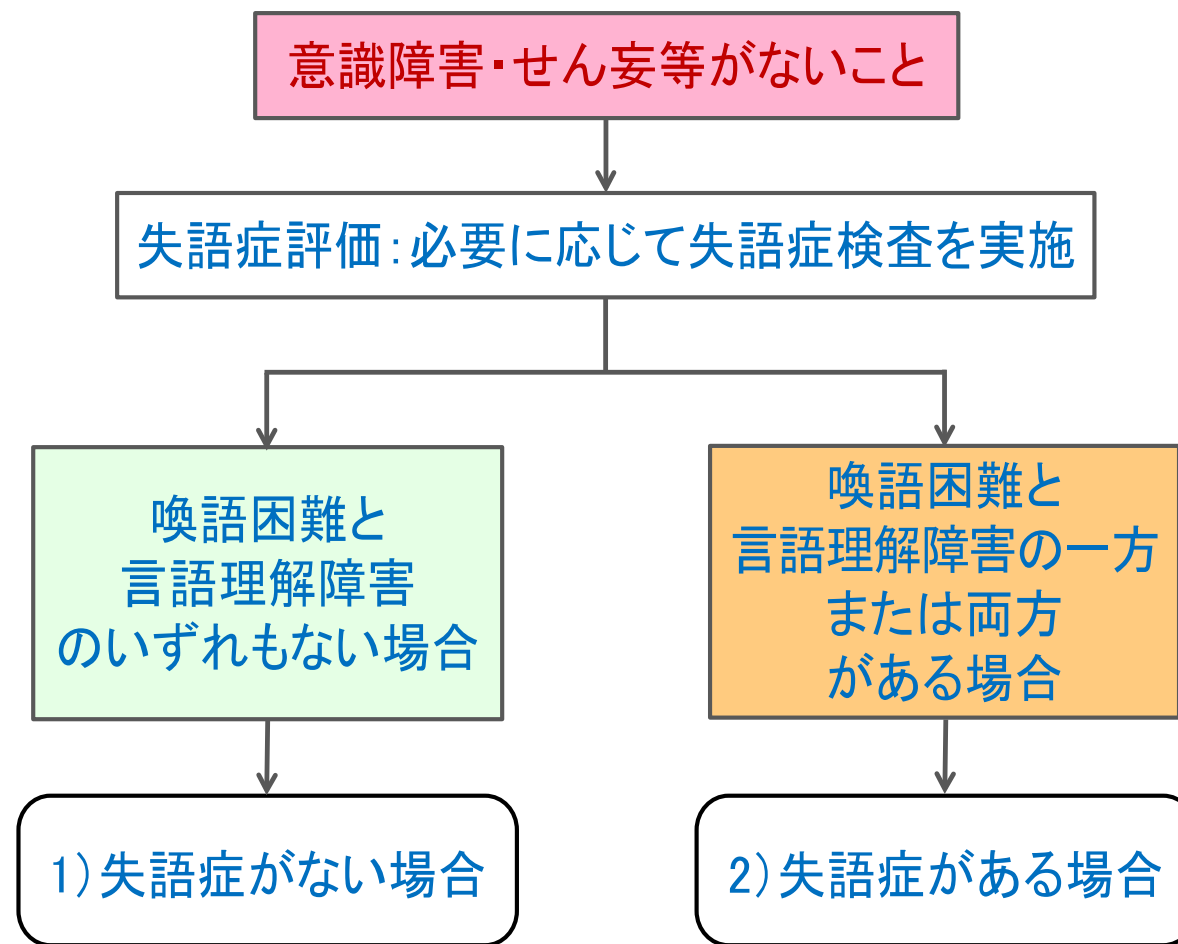 意識障害・せん妄等がないこと
失語症評価：必要に応じて失語症検査を実施
喚語困難と
言語理解障害
のいずれもない場合
喚語困難と
言語理解障害の一方
または両方
がある場合
1)失語症がない場合
2)失語症がある場合